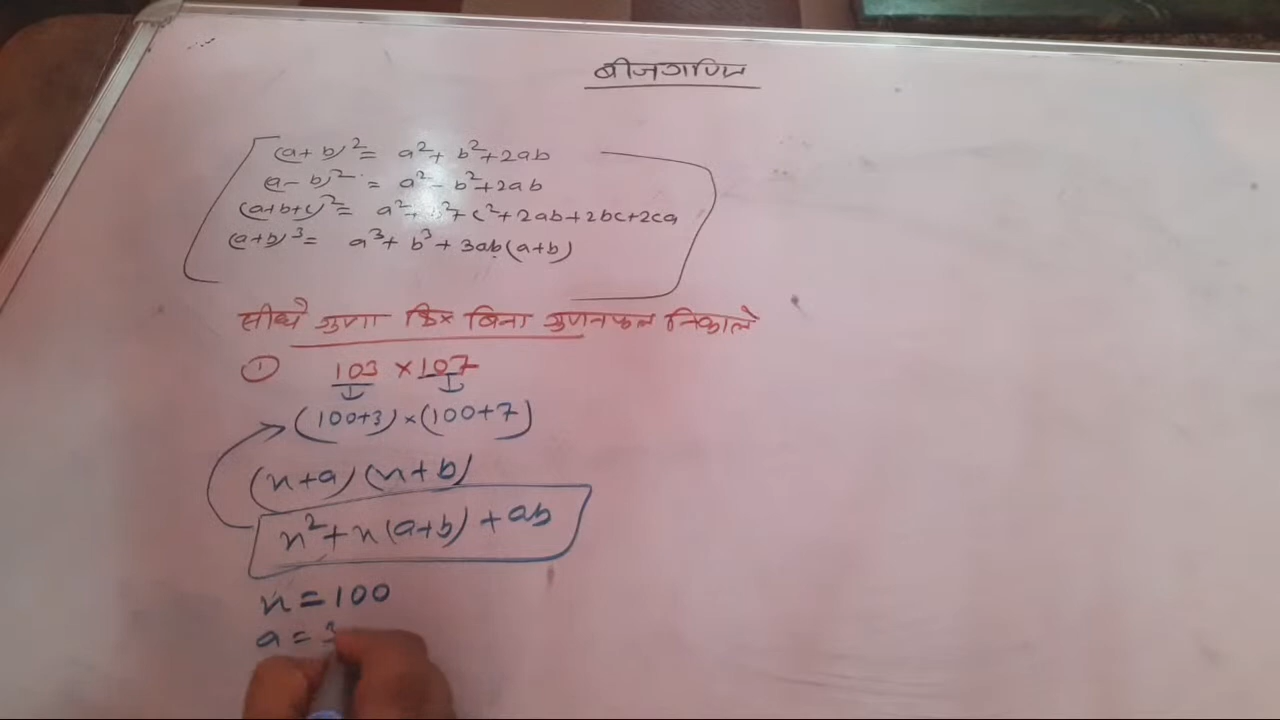 बीजगणित
(a+b)² = a² + b² + 2ab
(a-b)² = a² - b² + 2ab
(a+b+c)² = a² + b² + c² + 2ab + 2bc + 2ca
(a+b)³ = a³ + b³ + 3ab(a+b)
सीधे गुणा किए बिना गुणनफल निकाले
① 103 × 107
(100+3) × (100+7)
(x+a) (x+b)
x² + x(a+b) + ab
x = 100
a = 3